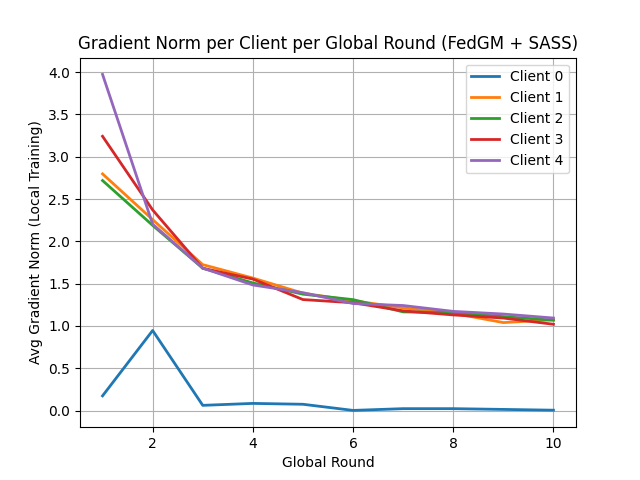 Gradient Norm per Client per Global Round (FedGM + SASS)
Avg Gradient Norm (Local Training)
4.0
3.5
3.0
2.5
2.0
1.5
1.0
0.5
0.0
Client 0
Client 1
Client 2
Client 3
Client 4
2 4 6 8 10
Global Round